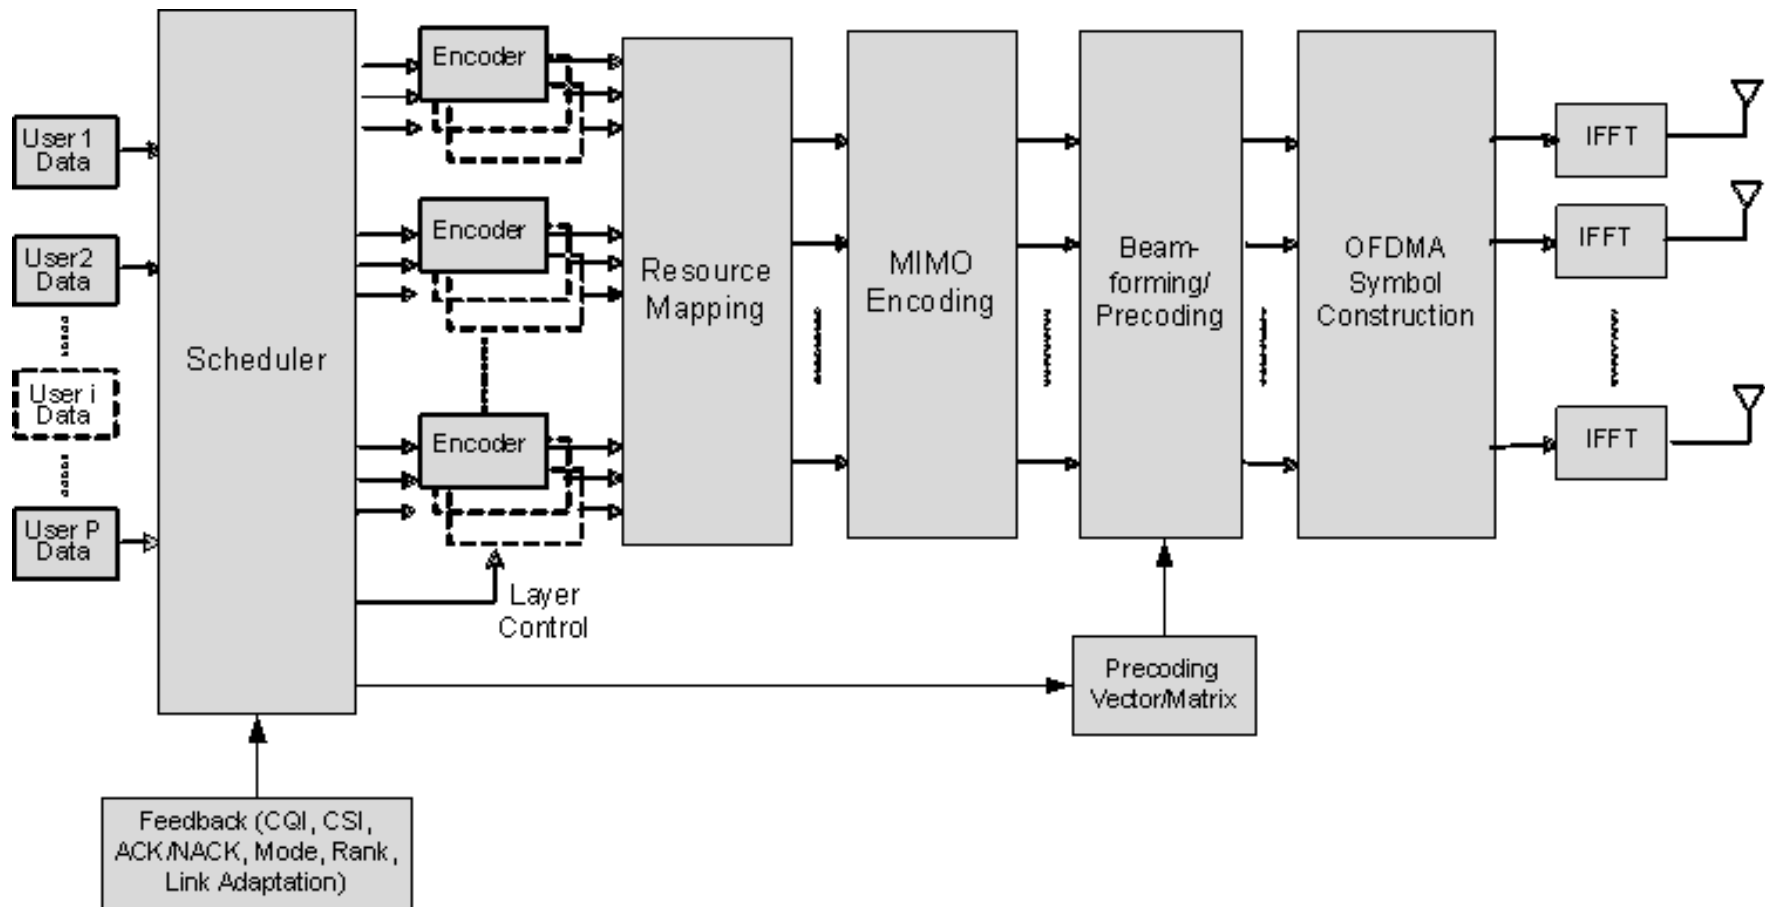 User 1
Data
User2
Data
User i
Data
User P
Data
Scheduler
Encoder
Encoder
Encoder
Layer
Control
Resource
Mapping
MIMO
Encoding
Beam-
forming/
Precoding
OFDMA
Symbol
Construction
IFFT
IFFT
IFFT
Precoding
Vector/Matrix
Feedback (CQI, CSI,
ACK/NACK, Mode, Rank,
Link Adaptation)